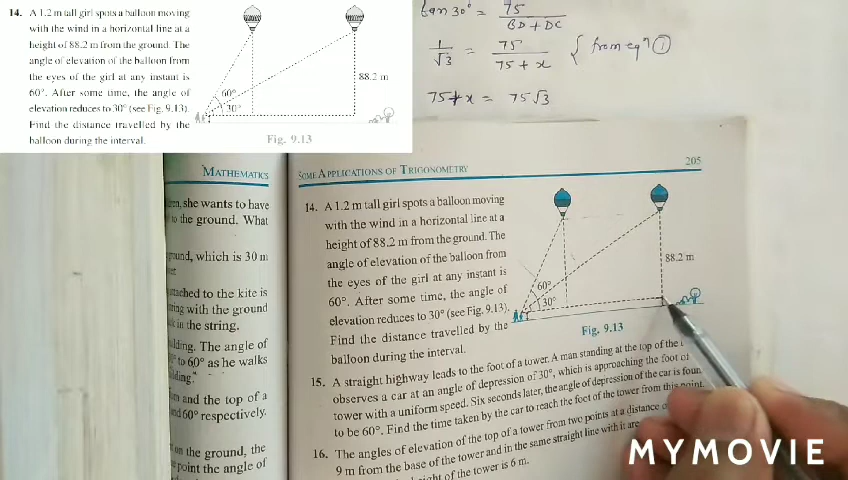 14. A 1.2 m tall girl spots a balloon moving
with the wind in a horizontal line at a
height of 88.2 m from the ground. The
angle of elevation of the balloon from
the eyes of the girl at any instant is
60°. After some time, the angle of
elevation reduces to 30° (see Fig. 9.13).
Find the distance travelled by the
balloon during the interval.
60°
30°
88.2 m
Fig. 9.13
tan 30° = 75 / BD + DC
1/√3 = 75 / 75 + x { from eqn ①
75 + x = 75√3
MATHEMATICS
, she wants to have
to the ground. What
ground, which is 30 m
attached to the kite is
string with the ground
in the string.
building. The angle of
to 60° as he walks
and the top of a
and 60° respectively.
on the ground, the
point the angle of
SOME APPLICATIONS OF TRIGONOMETRY
205
14. A 1.2 m tall girl spots a balloon moving
with the wind in a horizontal line at a
height of 88.2 m from the ground. The
angle of elevation of the balloon from
the eyes of the girl at any instant is
60°. After some time, the angle of
elevation reduces to 30° (see Fig. 9.13).
Find the distance travelled by the
balloon during the interval.
60°
30°
88.2 m
Fig. 9.13
15. A straight highway leads to the foot of a tower. A man standing at the top of the
observes a car at an angle of depression of 30°, which is approaching the foot of
tower with a uniform speed. Six seconds later, the angle of depression of the car is foun
to be 60°. Find the time taken by the car to reach the foot of the tower from this point.
16. The angles of elevation of the top of a tower from two points at a distance o
9 m from the base of the tower and in the same straight line with it are
height of the tower is 6 m.
MYMOVIE